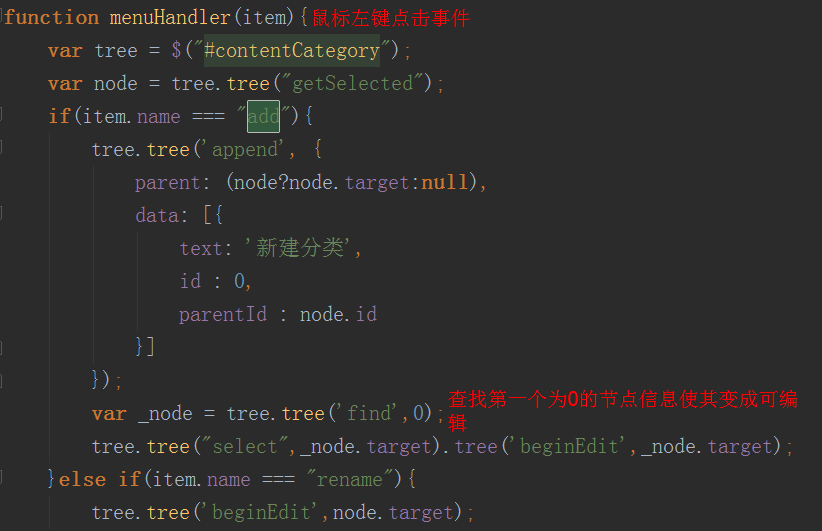 function menuHandler(item){鼠标左键点击事件
var tree = $("#contentCategory");
var node = tree.tree("getSelected");
if(item.name === "add"){
tree.tree('append', {
parent: (node?node.target:null),
data: [{
text: '新建分类',
id : 0,
parentId : node.id
}]
});
var _node = tree.tree('find',0);查找第一个为0的节点信息使其变成可编
辑
tree.tree("select",_node.target).tree('beginEdit',_node.target);
}else if(item.name === "rename"){
tree.tree('beginEdit',node.target);